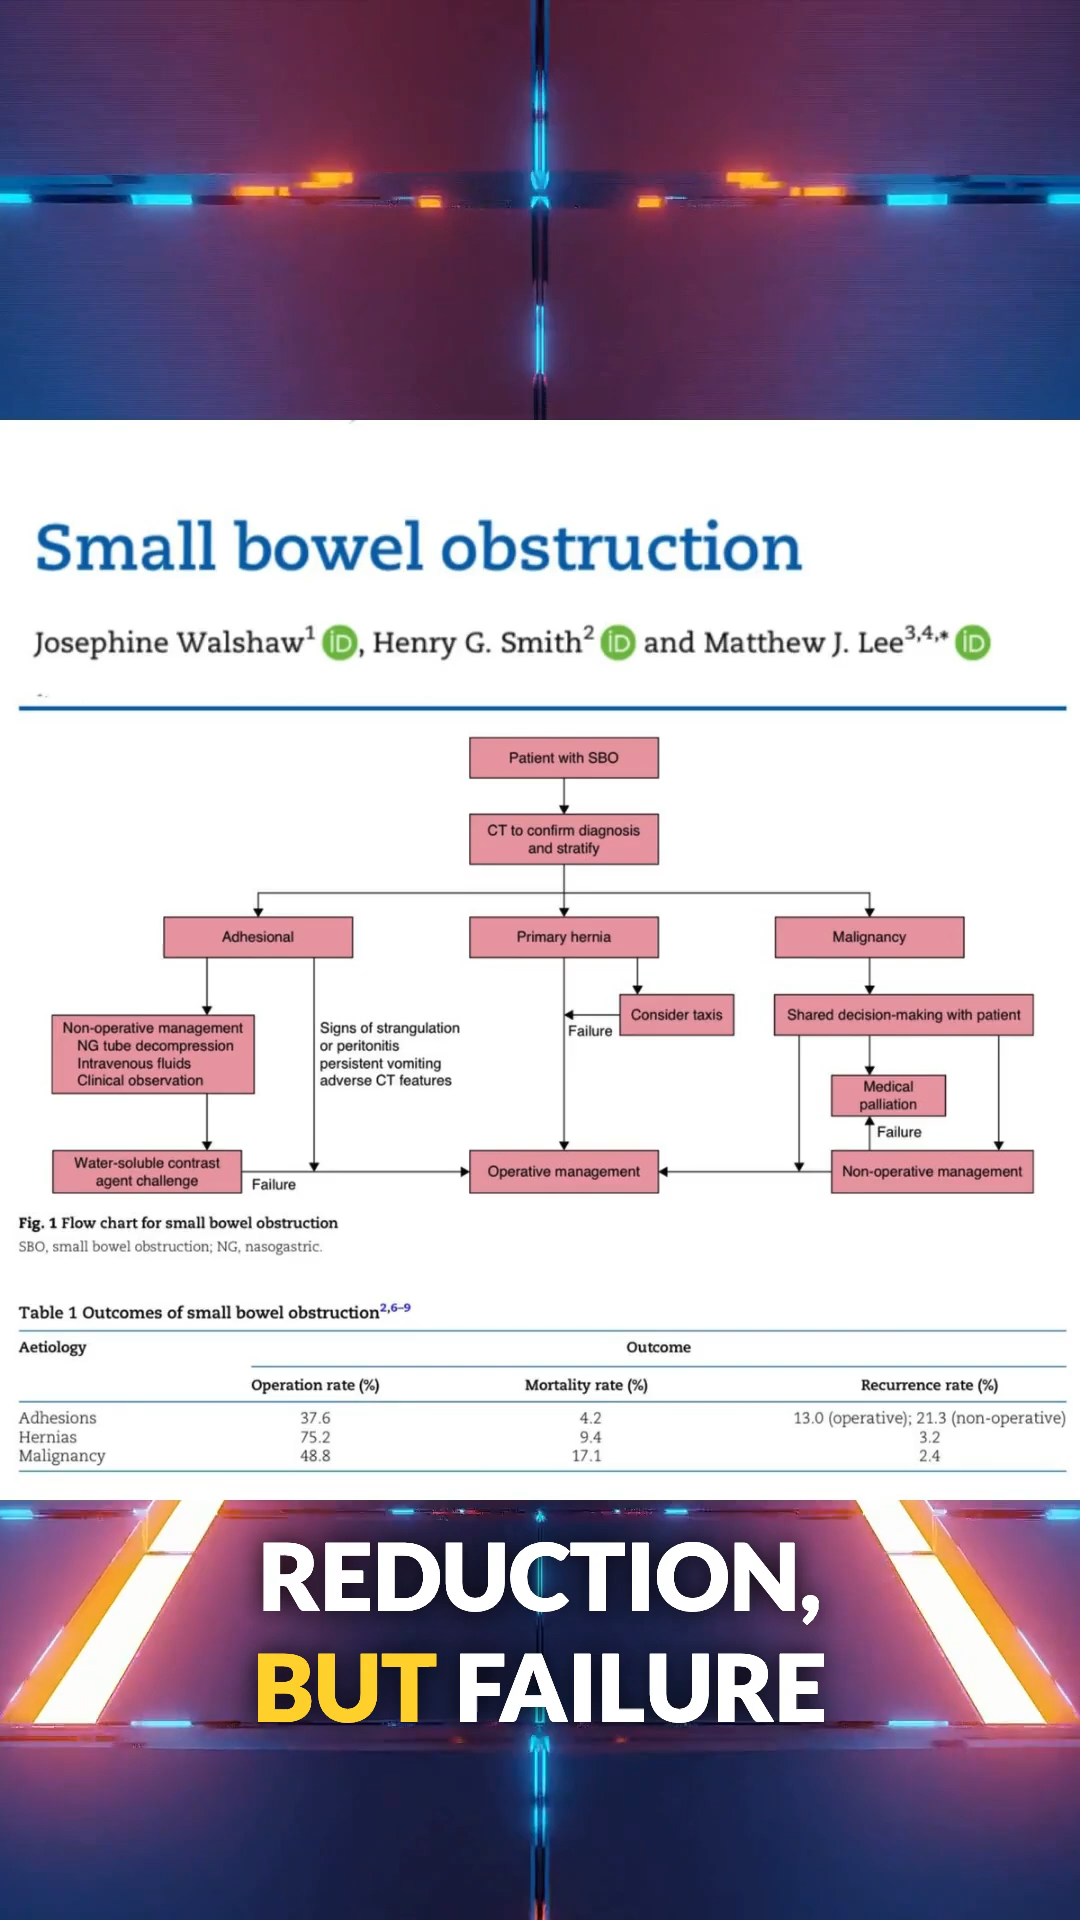 Small bowel obstruction
Josephine Walshaw1 iD, Henry G. Smith2 iD and Matthew J. Lee3,4,* iD
Patient with SBO
CT to confirm diagnosis
and stratify
Adhesional
Primary hernia
Malignancy
Non-operative management
NG tube decompression
Intravenous fluids
Clinical observation
Signs of strangulation
or peritonitis
persistent vomiting
adverse CT features
Consider taxis
Failure
Shared decision-making with patient
Medical
palliation
Failure
Water-soluble contrast
agent challenge
Failure
Operative management
Non-operative management
Fig. 1 Flow chart for small bowel obstruction
SBO, small bowel obstruction; NG, nasogastric.
Table 1 Outcomes of small bowel obstruction2,6–9
Aetiology Outcome
Operation rate (%) Mortality rate (%) Recurrence rate (%)
Adhesions 37.6 4.2 13.0 (operative); 21.3 (non-operative)
Hernias 75.2 9.4 3.2
Malignancy 48.8 17.1 2.4
REDUCTION,
BUT FAILURE